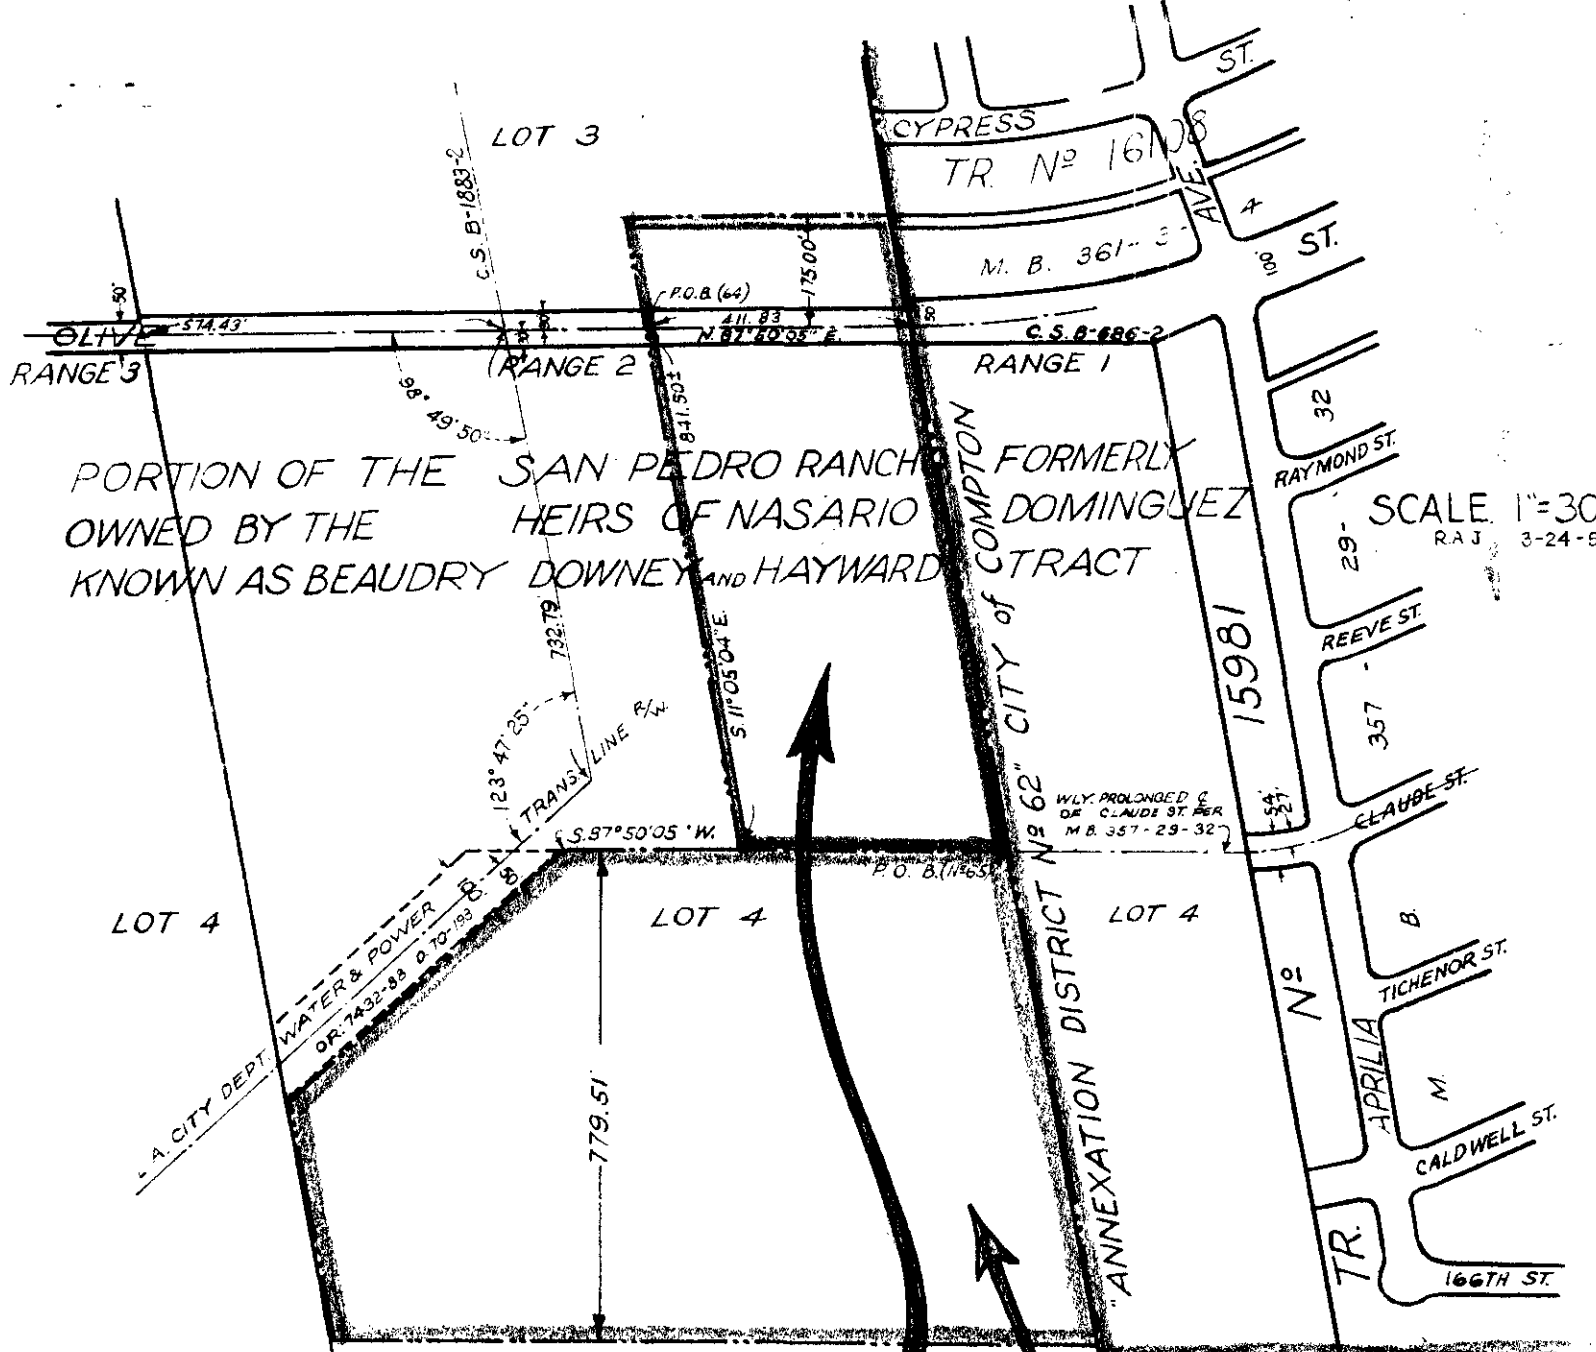 ST.
CYPRESS
LOT 3
C.S. B-1883-2
TR. Nº 16108
AVE.
4
M. B. 361-3-
ST.
100'
175.00'
50'
P.O.B. (64)
OLIVE
574.43'
411.83
N. 87°50'05" E.
50'
C.S. B-686-2
RANGE 3
RANGE 2
RANGE 1
98° 49' 50"
841.50±
32
RAYMOND ST.
PORTION OF THE SAN PEDRO RANCHO FORMERLY
OWNED BY THE HEIRS OF NASARIO DOMINGUEZ
KNOWN AS BEAUDRY DOWNEY AND HAYWARD TRACT
SCALE 1"=30
R.A.J. 3-24-5
29-
732.79
S. 11°05'04" E.
15981
REEVE ST.
357-
123° 47' 25"
TRANS. LINE R/W.
WLY. PROLONGED ℄
OF CLAUDE ST. PER
M.B. 357-29-32
54'
27'
CLAUDE ST.
S. 87°50'05" W.
P.O.B. (Nº65)
LOT 4
LOT 4
LOT 4
B.
TICHENOR ST.
A. CITY DEPT. WATER & POWER
O.R. 7432-88 D. 70-193
"ANNEXATION DISTRICT Nº 62" CITY of COMPTON
Nº
APRILIA
M.
779.51'
CALDWELL ST.
TR.
166TH ST.